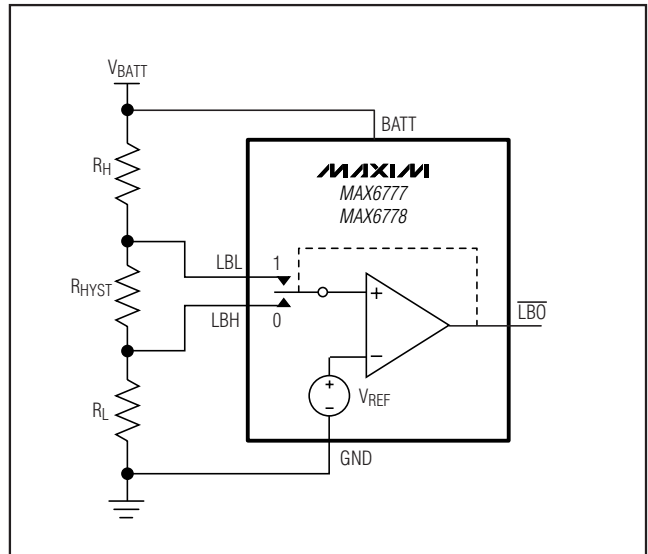 VBATT
BATT
RH
MAXIM
MAX6777
MAX6778
LBL 1
RHYST
LBH 0
+
−
LBO
+
−
VREF
RL
GND